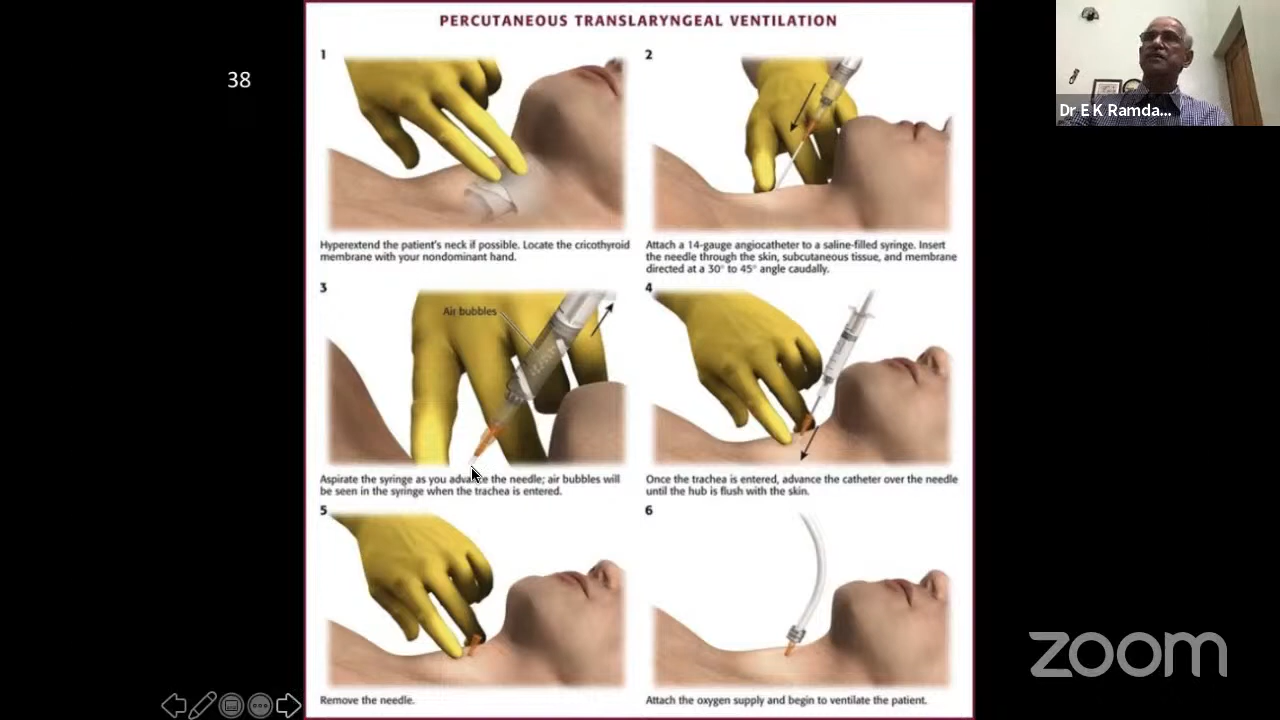 PERCUTANEOUS TRANSLARYNGEAL VENTILATION
38
1
Hyperextend the patient's neck if possible. Locate the cricothyroid
membrane with your nondominant hand.
2
Attach a 14-gauge angiocatheter to a saline-filled syringe. Insert
the needle through the skin, subcutaneous tissue, and membrane
directed at a 30° to 45° angle caudally.
3
Air bubbles
Aspirate the syringe as you advance the needle; air bubbles will
be seen in the syringe when the trachea is entered.
4
Once the trachea is entered, advance the catheter over the needle
until the hub is flush with the skin.
5
Remove the needle.
6
Attach the oxygen supply and begin to ventilate the patient.
Dr E K Ramda...
zoom